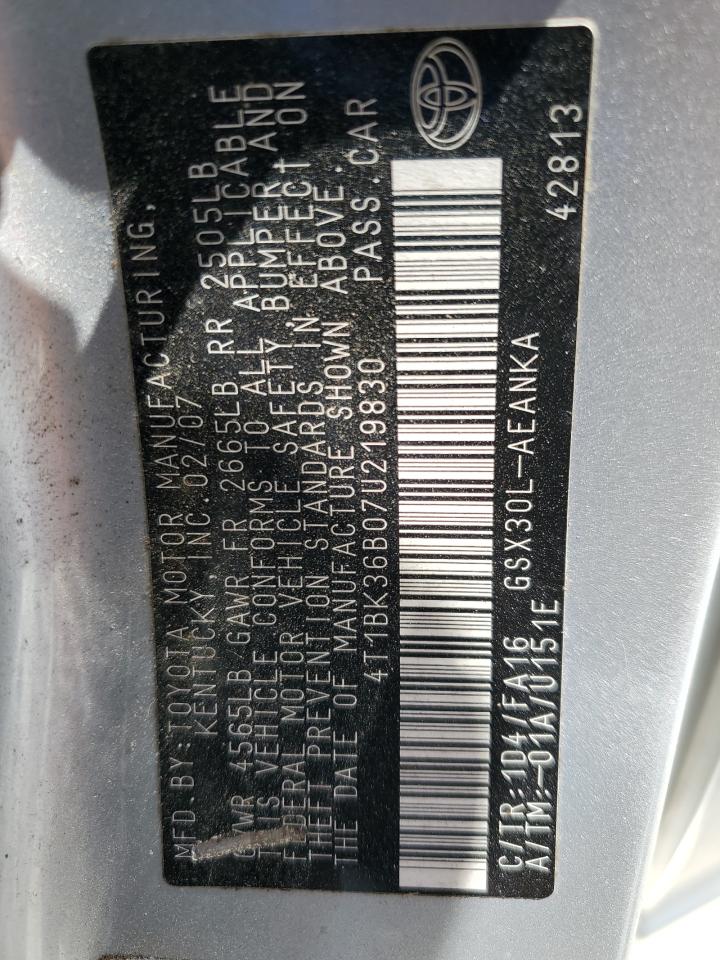 MFD.BY:TOYOTA MOTOR MANUFACTURING,
KENTUCKY, INC. 02/07
GVWR 4565LB GAWR FR 2665LB RR 2505LB
THIS VEHICLE CONFORMS TO ALL APPLICABLE
FEDERAL MOTOR VEHICLE SAFETY, BUMPER AND
THEFT PREVENTION STANDARDS IN EFFECT ON
THE DATE OF MANUFACTURE SHOWN ABOVE.
4T1BK36B07U219830 PASS.CAR
C/TR:1D4/FA16 GSX30L-AEANKA
A/TM:-01A/0151E
42813